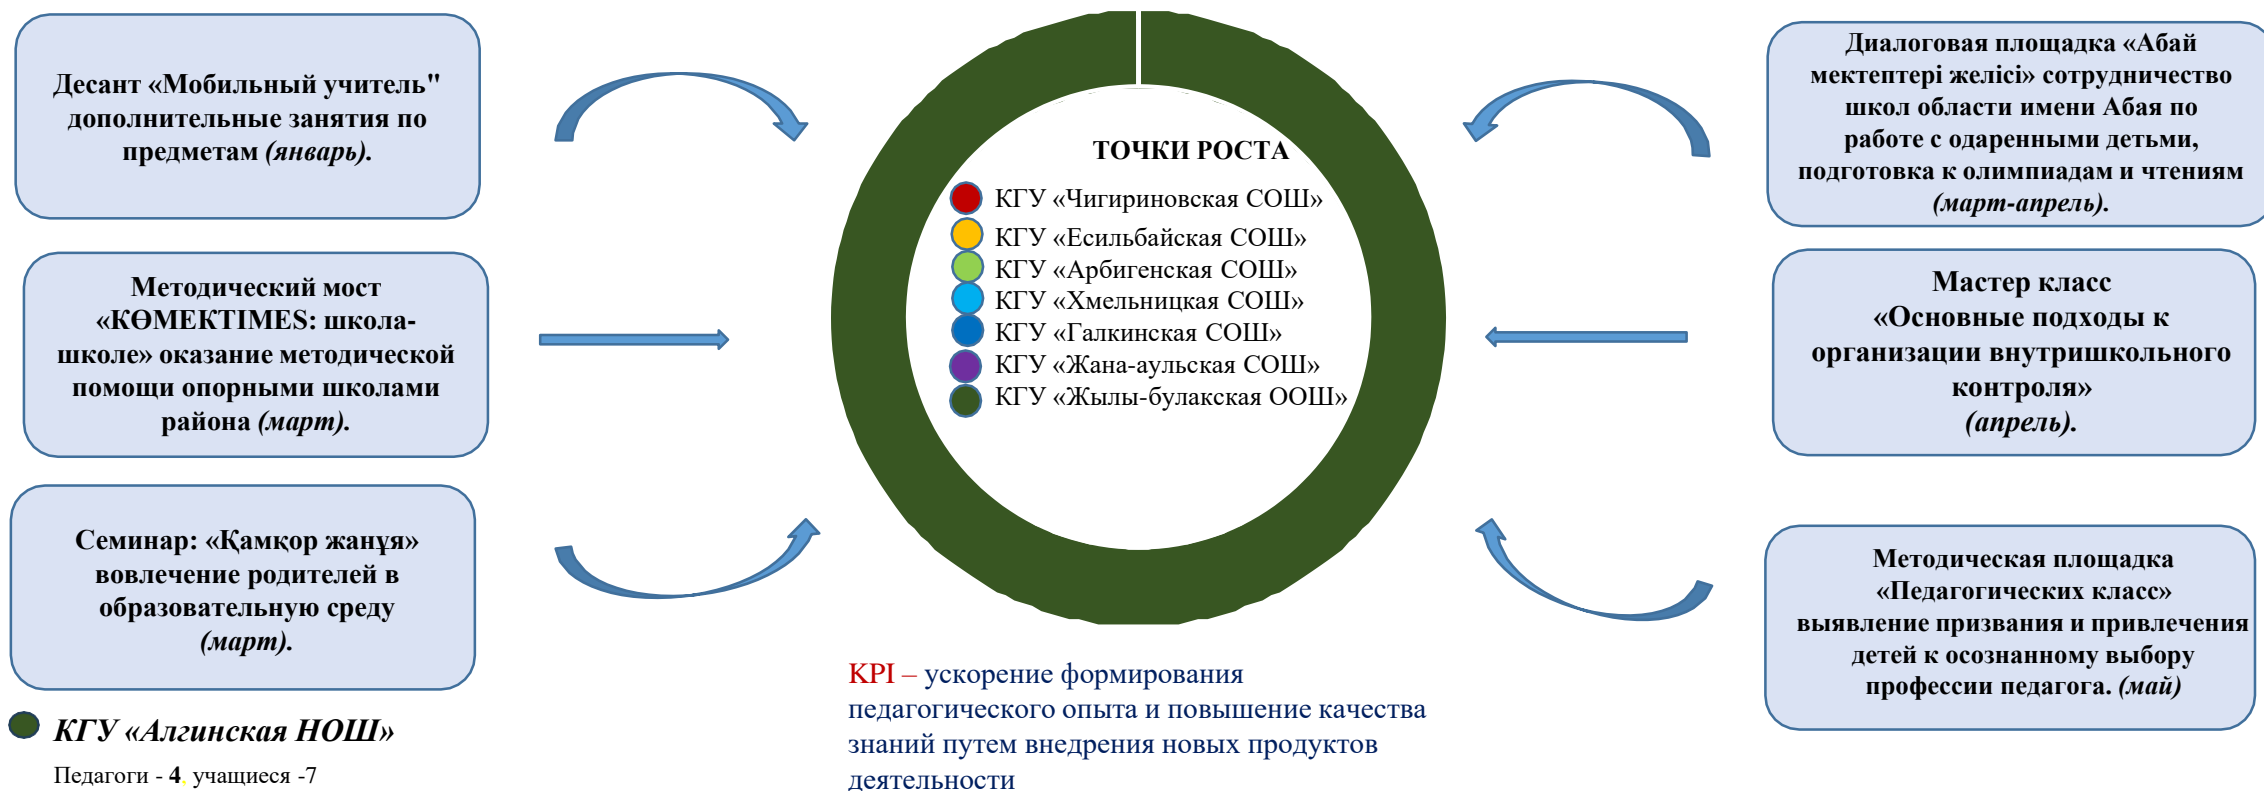 Десант «Мобильный учитель"
дополнительные занятия по
предметам (январь).
Методический мост
«КӨМЕКTIMES: школа-
школе» оказание методической
помощи опорными школами
района (март).
Семинар: «Қамқор жанұя»
вовлечение родителей в
образовательную среду
(март).
КГУ «Алгинская НОШ»
Педагоги - 4, учащиеся -7
ТОЧКИ РОСТА
КГУ «Чигириновская СОШ»
КГУ «Есильбайская СОШ»
КГУ «Арбигенская СОШ»
КГУ «Хмельницкая СОШ»
КГУ «Галкинская СОШ»
КГУ «Жана-аульская СОШ»
КГУ «Жылы-булакская ООШ»
KPI – ускорение формирования
педагогического опыта и повышение качества
знаний путем внедрения новых продуктов
деятельности
Диалоговая площадка «Абай
мектептері желісі» сотрудничество
школ области имени Абая по
работе с одаренными детьми,
подготовка к олимпиадам и чтениям
(март-апрель).
Мастер класс
«Основные подходы к
организации внутришкольного
контроля»
(апрель).
Методическая площадка
«Педагогических класс»
выявление призвания и привлечения
детей к осознанному выбору
профессии педагога. (май)